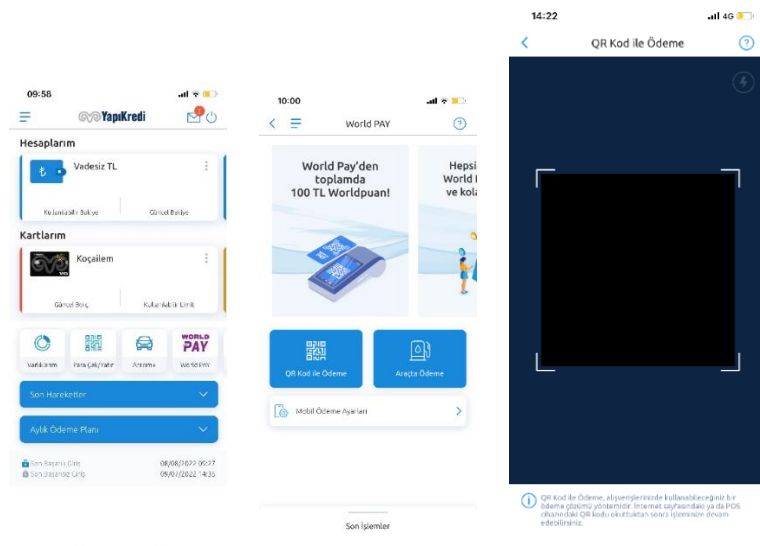 09:58
YapıKredi
Hesaplarım
Vadesiz TL
Kullanılabilir Bakiye
Güncel Bakiye
Kartlarım
Koçailem
Güncel Borç
Kullanılabilir Limit
Varlıklarım
Para Çek/Yatır
Arabam+
WORLD PAY
World PAY
Son Hareketler
Aylık Ödeme Planı
Son Başarılı Giriş
08/08/2022 09:27
Son Başarısız Giriş
09/07/2022 14:35
10:00
World PAY
World Pay'den
toplamda
100 TL Worldpuan!
Hepsi
World
ve kola
QR Kod ile Ödeme
Araçta Ödeme
Mobil Ödeme Ayarları
Son İşlemler
14:22
4G
QR Kod ile Ödeme
QR Kod ile Ödeme, alışverişlerinizde kullanabileceğiniz bir
ödeme çözümü yöntemidir. İnternet sayfasındaki ya da POS
cihazındaki QR kodu okuttuktan sonra işleminize devam
edebilirsiniz.